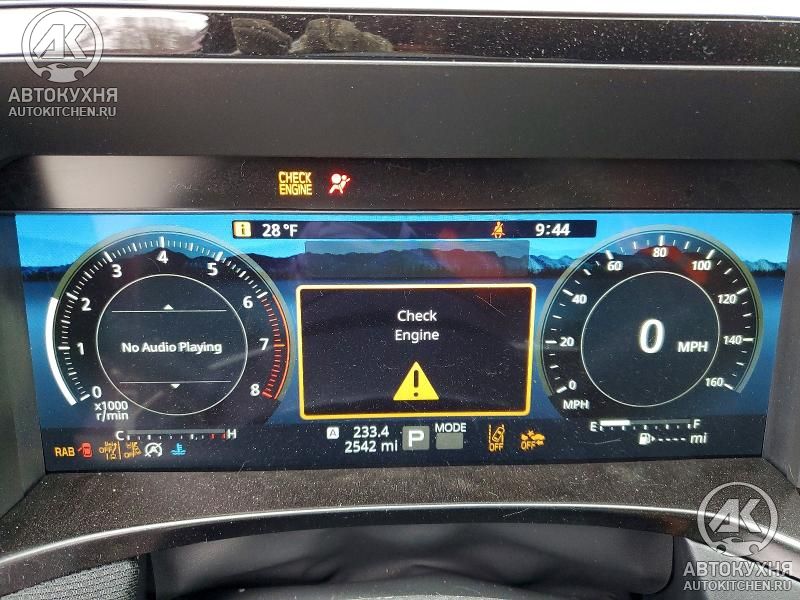 АК
АВТОКУХНЯ
AUTOKITCHEN.RU
CHECK
ENGINE
i 28 °F 9:44
0 1 2 3 4 5 6 7 8
x1000
r/min
No Audio Playing
Check
Engine
0 20 40 60 80 100 120 140 160
MPH
0 MPH
C H
A 233.4
2542 mi
P
MODE
E F
---- mi
RAB
OFF
OFF
OFF
OFF
АК
АВТОКУХНЯ
AUTOKITCHEN.RU